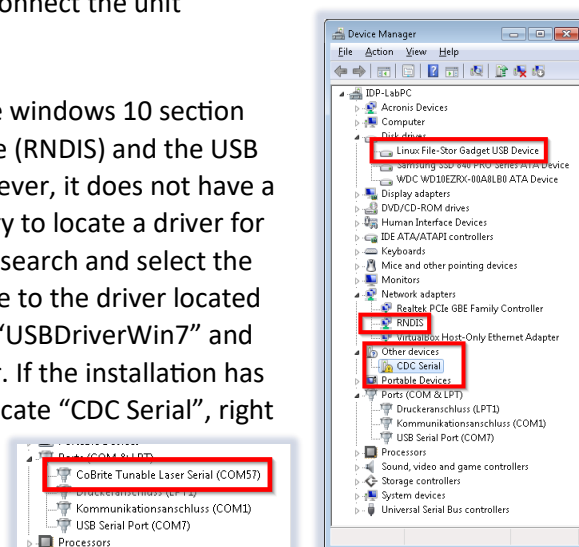 onnect the unit
e windows 10 section
e (RNDIS) and the USB
ever, it does not have a
ry to locate a driver for
search and select the
e to the driver located
"USBDriverWin7" and
r. If the installation has
cate "CDC Serial", right
Ports (COM & LPT)
CoBrite Tunable Laser Serial (COM57)
Druckeranschluss (LPT1)
Kommunikationsanschluss (COM1)
USB Serial Port (COM7)
Processors
Device Manager
File Action View Help
IDP-LabPC
Acronis Devices
Computer
Disk drives
Linux File-Stor Gadget USB Device
Samsung SSD 840 PRO Series ATA Device
WDC WD10EZRX-00A8LB0 ATA Device
Display adapters
DVD/CD-ROM drives
Human Interface Devices
IDE ATA/ATAPI controllers
Keyboards
Mice and other pointing devices
Monitors
Network adapters
Realtek PCIe GBE Family Controller
RNDIS
VirtualBox Host-Only Ethernet Adapter
Other devices
CDC Serial
Portable Devices
Ports (COM & LPT)
Druckeranschluss (LPT1)
Kommunikationsanschluss (COM1)
USB Serial Port (COM7)
Processors
Sound, video and game controllers
Storage controllers
System devices
Universal Serial Bus controllers